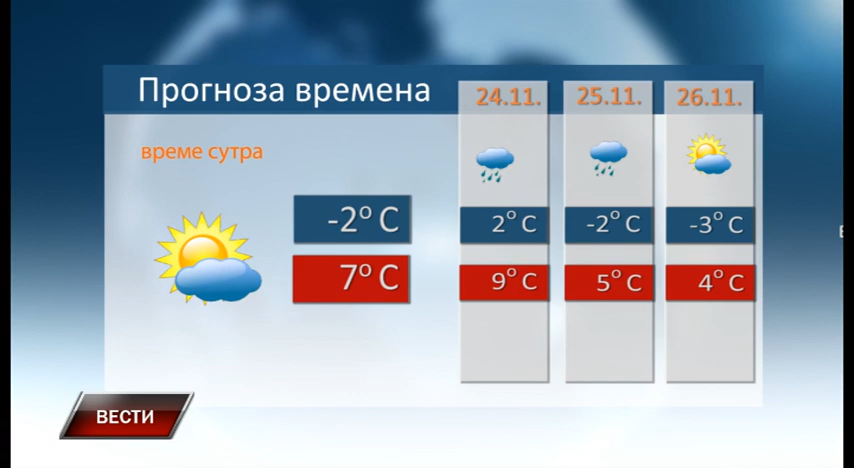 Прогноза времена
време сутра
-2° C
7° C
24.11.
2° C
9° C
25.11.
-2° C
5° C
26.11.
-3° C
4° C
ВЕСТИ